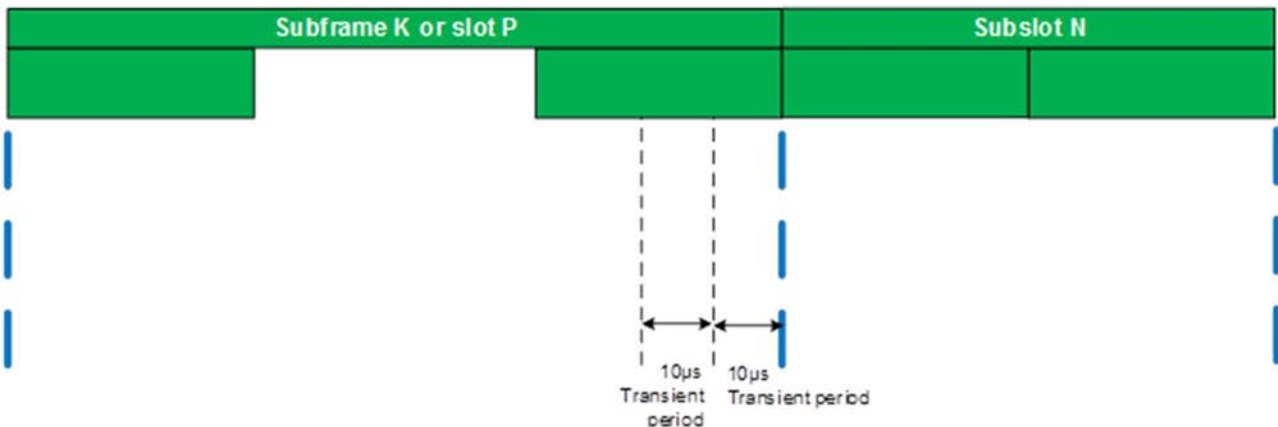 Subframe K or slot P
Subslot N
10µs
Transient
period
10µs
Transient period